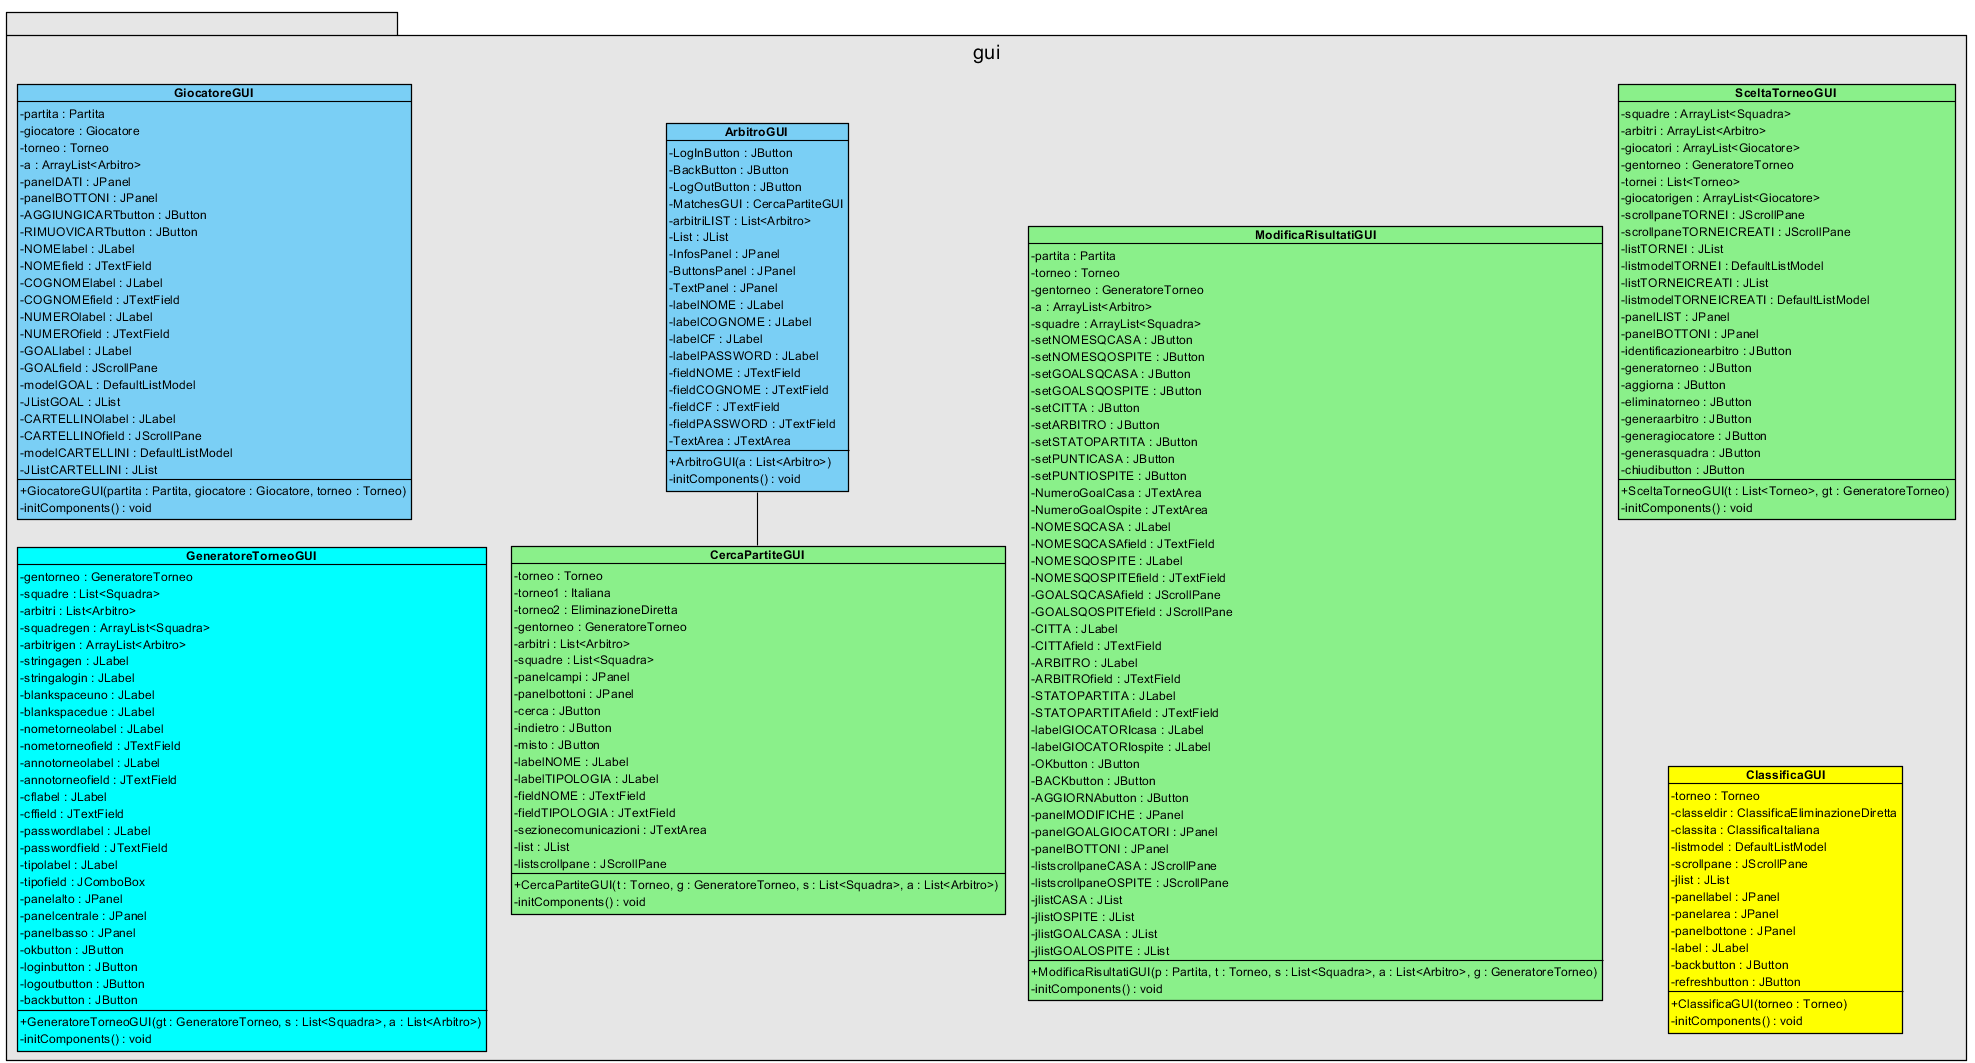 gui
GiocatoreGUI
-partita : Partita
-giocatore : Giocatore
-torneo : Torneo
-a : ArrayList<Arbitro>
-panelDATI : JPanel
-panelBOTTONI : JPanel
-AGGIUNGICARTbutton : JButton
-RIMUOVICARTbutton : JButton
-NOMElabel : JLabel
-NOMEfield : JTextField
-COGNOMElabel : JLabel
-COGNOMEfield : JTextField
-NUMEROlabel : JLabel
-NUMEROfield : JTextField
-GOALlabel : JLabel
-GOALfield : JScrollPane
-modelGOAL : DefaultListModel
-JListGOAL : JList
-CARTELLINOlabel : JLabel
-CARTELLINOfield : JScrollPane
-modelCARTELLINI : DefaultListModel
-JListCARTELLINI : JList
+GiocatoreGUI(partita : Partita, giocatore : Giocatore, torneo : Torneo)
-initComponents() : void
GeneratoreTorneoGUI
-gentorneo : GeneratoreTorneo
-squadre : List<Squadra>
-arbitri : List<Arbitro>
-squadregen : ArrayList<Squadra>
-arbitrigen : ArrayList<Arbitro>
-stringagen : JLabel
-stringalogin : JLabel
-blankspaceuno : JLabel
-blankspacedue : JLabel
-nometorneolabel : JLabel
-nometorneofield : JTextField
-annotorneolabel : JLabel
-annotorneofield : JTextField
-cflabel : JLabel
-cffield : JTextField
-passwordlabel : JLabel
-passwordfield : JTextField
-tipolabel : JLabel
-tipofield : JComboBox
-panelalto : JPanel
-panelcentrale : JPanel
-panelbasso : JPanel
-okbutton : JButton
-loginbutton : JButton
-logoutbutton : JButton
-backbutton : JButton
+GeneratoreTorneoGUI(gt : GeneratoreTorneo, s : List<Squadra>, a : List<Arbitro>)
-initComponents() : void
ArbitroGUI
-LogInButton : JButton
-BackButton : JButton
-LogOutButton : JButton
-MatchesGUI : CercaPartiteGUI
-arbitriLIST : List<Arbitro>
-List : JList
-InfosPanel : JPanel
-ButtonsPanel : JPanel
-TextPanel : JPanel
-labelNOME : JLabel
-labelCOGNOME : JLabel
-labelCF : JLabel
-labelPASSWORD : JLabel
-fieldNOME : JTextField
-fieldCOGNOME : JTextField
-fieldCF : JTextField
-fieldPASSWORD : JTextField
-TextArea : JTextArea
+ArbitroGUI(a : List<Arbitro>)
-initComponents() : void
CercaPartiteGUI
-torneo : Torneo
-torneo1 : Italiana
-torneo2 : EliminazioneDiretta
-gentorneo : GeneratoreTorneo
-arbitri : List<Arbitro>
-squadre : List<Squadra>
-panelcampi : JPanel
-panelbottoni : JPanel
-cerca : JButton
-indietro : JButton
-misto : JButton
-labelNOME : JLabel
-labelTIPOLOGIA : JLabel
-fieldNOME : JTextField
-fieldTIPOLOGIA : JTextField
-sezionecomunicazioni : JTextArea
-list : JList
-listscrollpane : JScrollPane
+CercaPartiteGUI(t : Torneo, g : GeneratoreTorneo, s : List<Squadra>, a : List<Arbitro>)
-initComponents() : void
ModificaRisultatiGUI
-partita : Partita
-torneo : Torneo
-gentorneo : GeneratoreTorneo
-a : ArrayList<Arbitro>
-squadre : ArrayList<Squadra>
-setNOMESQCASA : JButton
-setNOMESQOSPITE : JButton
-setGOALSQCASA : JButton
-setGOALSQOSPITE : JButton
-setCITTA : JButton
-setARBITRO : JButton
-setSTATOPARTITA : JButton
-setPUNTICASA : JButton
-setPUNTIOSPITE : JButton
-NumeroGoalCasa : JTextArea
-NumeroGoalOspite : JTextArea
-NOMESQCASA : JLabel
-NOMESQCASAfield : JTextField
-NOMESQOSPITE : JLabel
-NOMESQOSPITEfield : JTextField
-GOALSQCASAfield : JScrollPane
-GOALSQOSPITEfield : JScrollPane
-CITTA : JLabel
-CITTAfield : JTextField
-ARBITRO : JLabel
-ARBITROfield : JTextField
-STATOPARTITA : JLabel
-STATOPARTITAfield : JTextField
-labelGIOCATORIcasa : JLabel
-labelGIOCATORIospite : JLabel
-OKbutton : JButton
-BACKbutton : JButton
-AGGIORNAbutton : JButton
-panelMODIFICHE : JPanel
-panelGOALGIOCATORI : JPanel
-panelBOTTONI : JPanel
-listscrollpaneCASA : JScrollPane
-listscrollpaneOSPITE : JScrollPane
-jlistCASA : JList
-jlistOSPITE : JList
-jlistGOALCASA : JList
-jlistGOALOSPITE : JList
+ModificaRisultatiGUI(p : Partita, t : Torneo, s : List<Squadra>, a : List<Arbitro>, g : GeneratoreTorneo)
-initComponents() : void
SceltaTorneoGUI
-squadre : ArrayList<Squadra>
-arbitri : ArrayList<Arbitro>
-giocatori : ArrayList<Giocatore>
-gentorneo : GeneratoreTorneo
-tornei : List<Torneo>
-giocatorigen : ArrayList<Giocatore>
-scrollpaneTORNEI : JScrollPane
-scrollpaneTORNEICREATI : JScrollPane
-listTORNEI : JList
-listmodelTORNEI : DefaultListModel
-listTORNEICREATI : JList
-listmodelTORNEICREATI : DefaultListModel
-panelLIST : JPanel
-panelBOTTONI : JPanel
-identificazionearbitro : JButton
-generatorneo : JButton
-aggiorna : JButton
-eliminatorneo : JButton
-generaarbitro : JButton
-generagiocatore : JButton
-generasquadra : JButton
-chiudibutton : JButton
+SceltaTorneoGUI(t : List<Torneo>, gt : GeneratoreTorneo)
-initComponents() : void
ClassificaGUI
-torneo : Torneo
-classeldir : ClassificaEliminazioneDiretta
-classita : ClassificaItaliana
-listmodel : DefaultListModel
-scrollpane : JScrollPane
-jlist : JList
-panellabel : JPanel
-panelarea : JPanel
-panelbottone : JPanel
-label : JLabel
-backbutton : JButton
-refreshbutton : JButton
+ClassificaGUI(torneo : Torneo)
-initComponents() : void